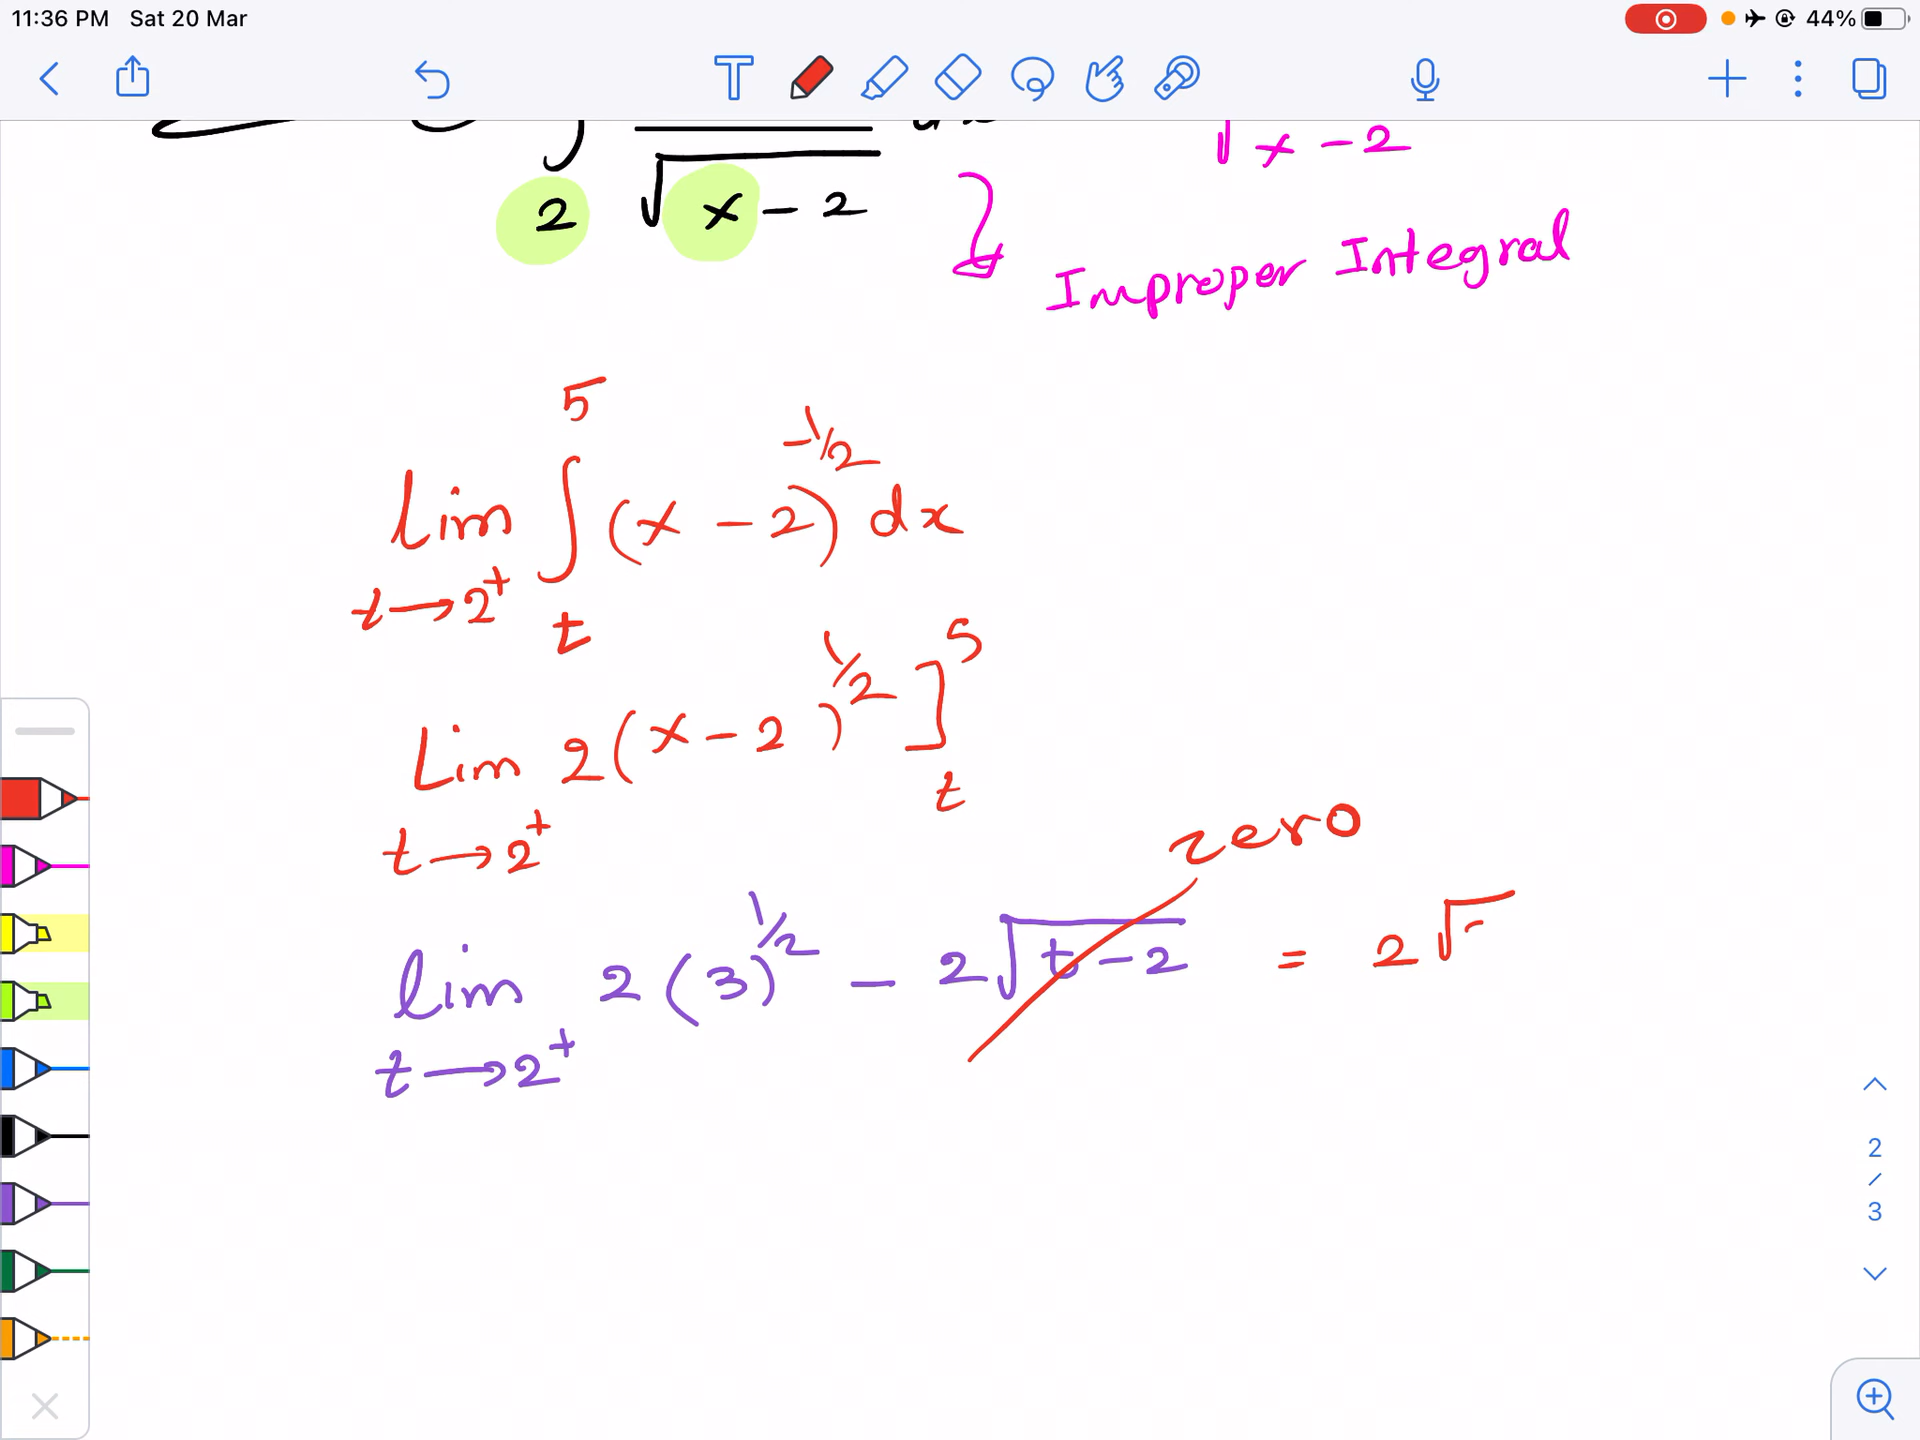 11:36 PM Sat 20 Mar 44%
T
√x - 2
2 √x - 2
Improper Integral
5
lim ∫ (x - 2)^(-1/2) dx
t → 2⁺ t
Lim 2(x - 2)^(1/2) ]⁵
t → 2⁺ t
zero
lim 2(3)^(1/2) - 2√t - 2 = 2√
t → 2⁺
2
/
3